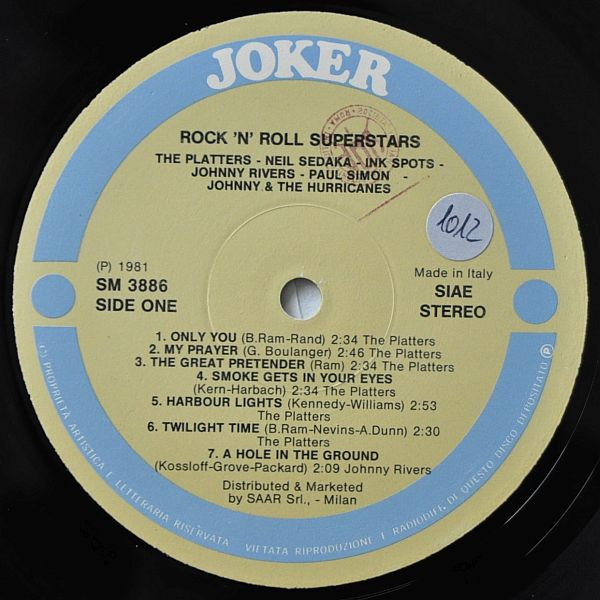 JOKER
ROCK 'N' ROLL SUPERSTARS
THE PLATTERS - NEIL SEDAKA - INK SPOTS -
JOHNNY RIVERS - PAUL SIMON -
JOHNNY & THE HURRICANES
1012
(P) 1981
SM 3886
SIDE ONE
Made in Italy
SIAE
STEREO
1. ONLY YOU (B.Ram-Rand) 2:34 The Platters
2. MY PRAYER (G. Boulanger) 2:46 The Platters
3. THE GREAT PRETENDER (Ram) 2:34 The Platters
4. SMOKE GETS IN YOUR EYES
(Kern-Harbach) 2:34 The Platters
5. HARBOUR LIGHTS (Kennedy-Williams) 2:53
The Platters
6. TWILIGHT TIME (B.Ram-Nevins-A.Dunn) 2:30
The Platters
7. A HOLE IN THE GROUND
(Kossloff-Grove-Packard) 2:09 Johnny Rivers
Distributed & Marketed
by SAAR Srl., - Milan
(C) PROPRIETA ARTISTICA E LETTERARIA RISERVATA VIETATA RIPRODUZIONE E RADIODIFF. DI QUESTO DISCO DEPOSITATO (P)